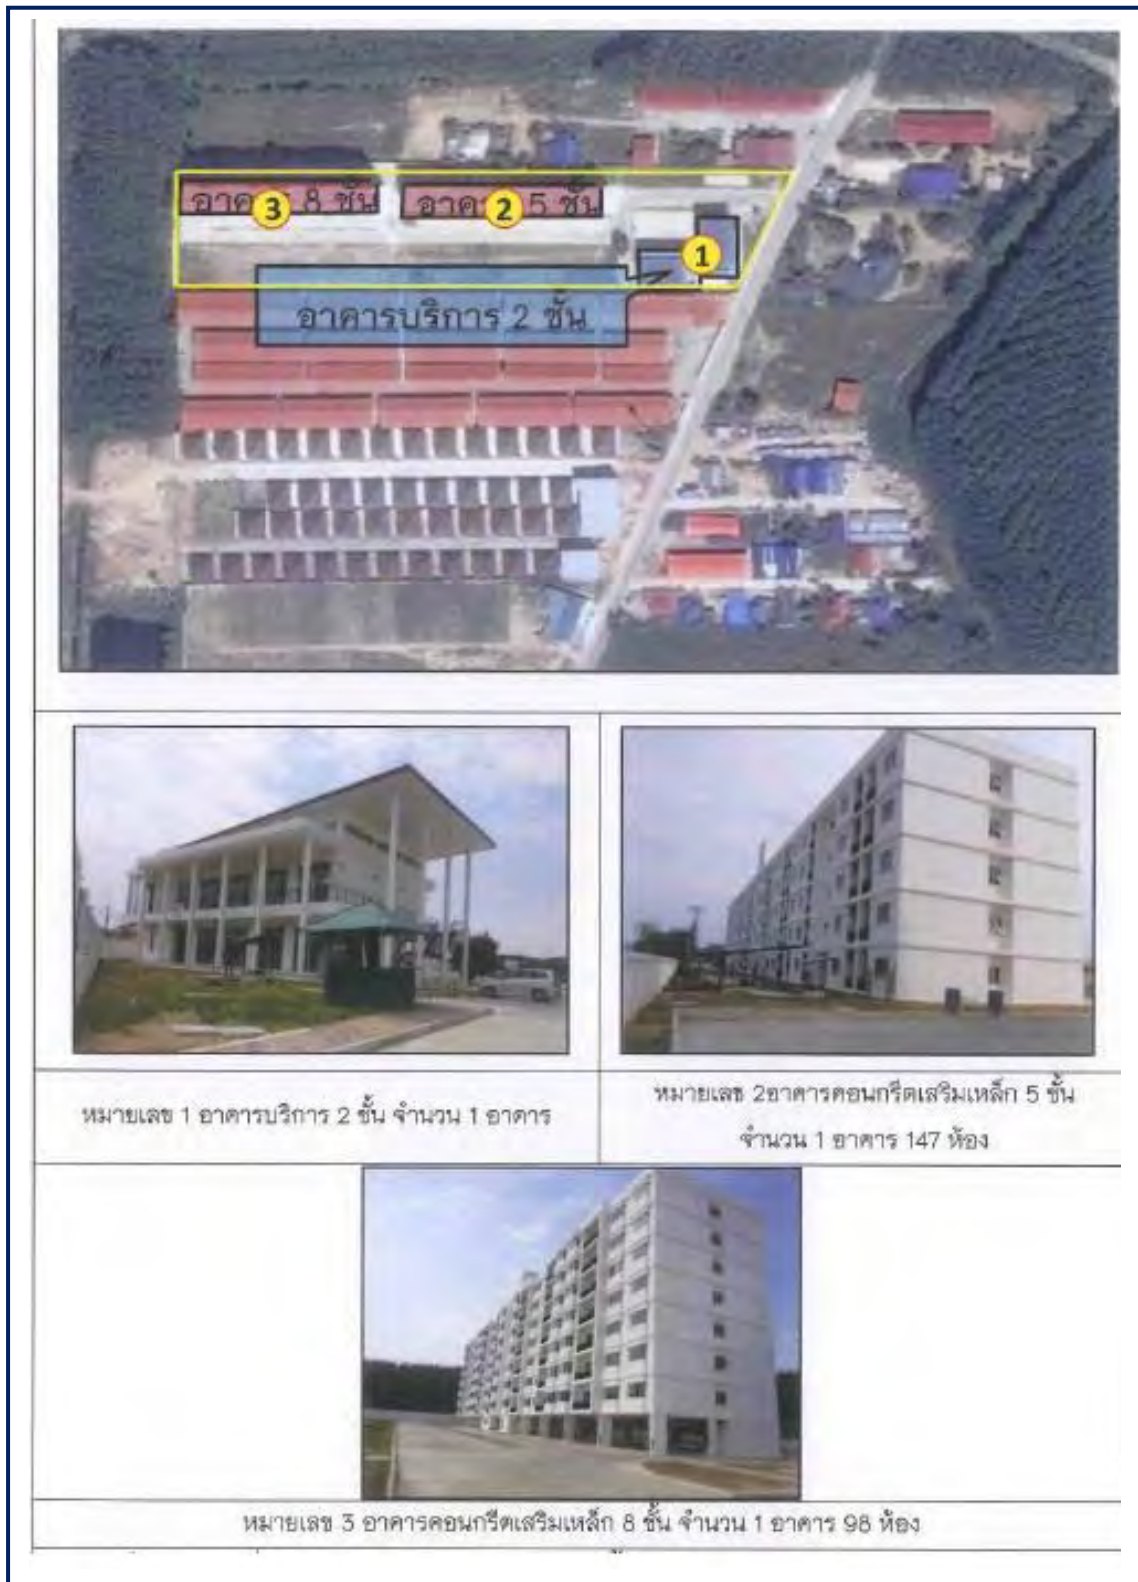 อาคาร 8 ชั้น
3
อาคาร 5 ชั้น
2
1
อาคารบริการ 2 ชั้น
หมายเลข 1 อาคารบริการ 2 ชั้น จำนวน 1 อาคาร
หมายเลข 2อาคารคอนกรีตเสริมเหล็ก 5 ชั้น
จำนวน 1 อาคาร 147 ห้อง
หมายเลข 3 อาคารคอนกรีตเสริมเหล็ก 8 ชั้น จำนวน 1 อาคาร 98 ห้อง